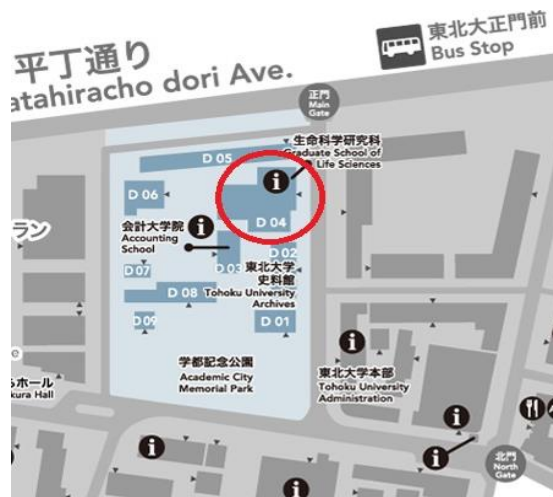 東北大正門前
Bus Stop
平丁通り
atahiracho dori Ave.
正門
Main
Gate
生命科学研究科
Graduate School of
Life Sciences
D 05
D 06
D 04
会計大学院
Accounting
School
ラン
D 02
D 03
D 07
東北大学
史料館
Tohoku University
Archives
D 08
D 09
D 01
学都記念公園
Academic City
Memorial Park
東北大学本部
Tohoku University
Administration
ホール
kura Hall
北門
North
Gate